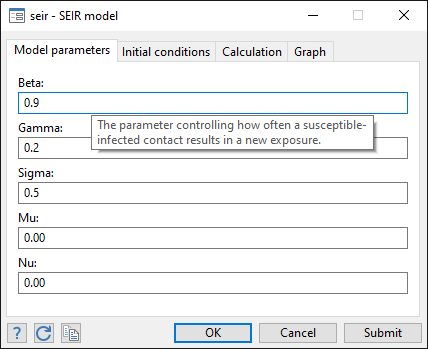 seir - SEIR model
Model parameters Initial conditions Calculation Graph
Beta:
0.9
The parameter controlling how often a susceptible-
infected contact results in a new exposure.
Gamma:
0.2
Sigma:
0.5
Mu:
0.00
Nu:
0.00
? OK Cancel Submit